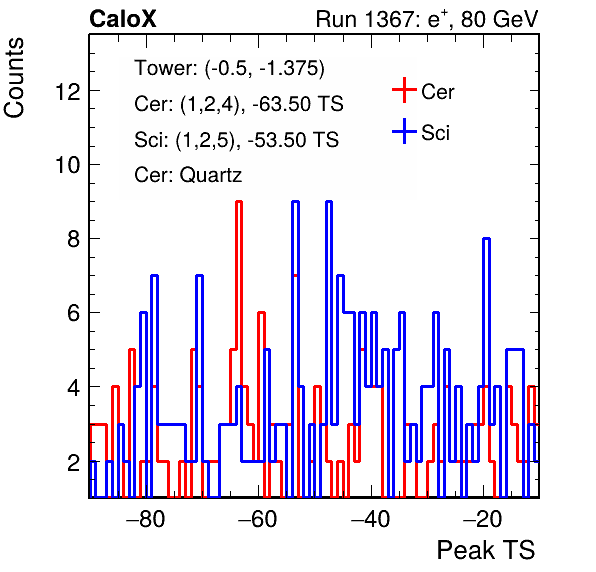 CaloX
Run 1367: e+, 80 GeV
Counts
Tower: (-0.5, -1.375)
Cer: (1,2,4), -63.50 TS
Sci: (1,2,5), -53.50 TS
Cer: Quartz
Cer
Sci
12
10
8
6
4
2
−80
−60
−40
−20
Peak TS